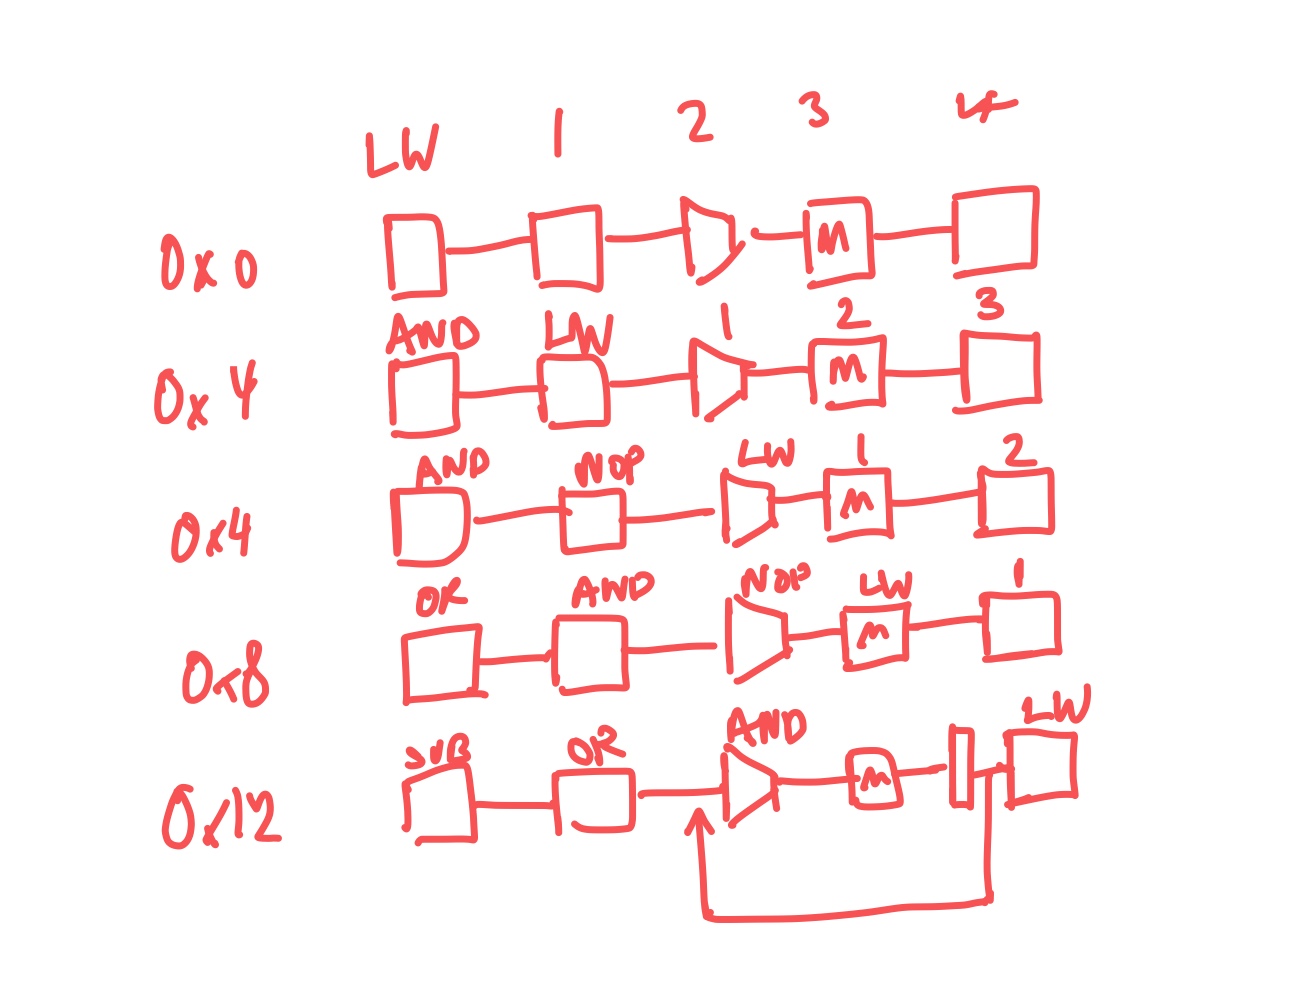 LW 1 2 3 4
0x0 M
AND LW 1 2 3
0x4 M
AND NOP LW 1 2
0x4 M
OR AND NOP LW 1
0x8 M
SUB OR AND LW
0x12 M